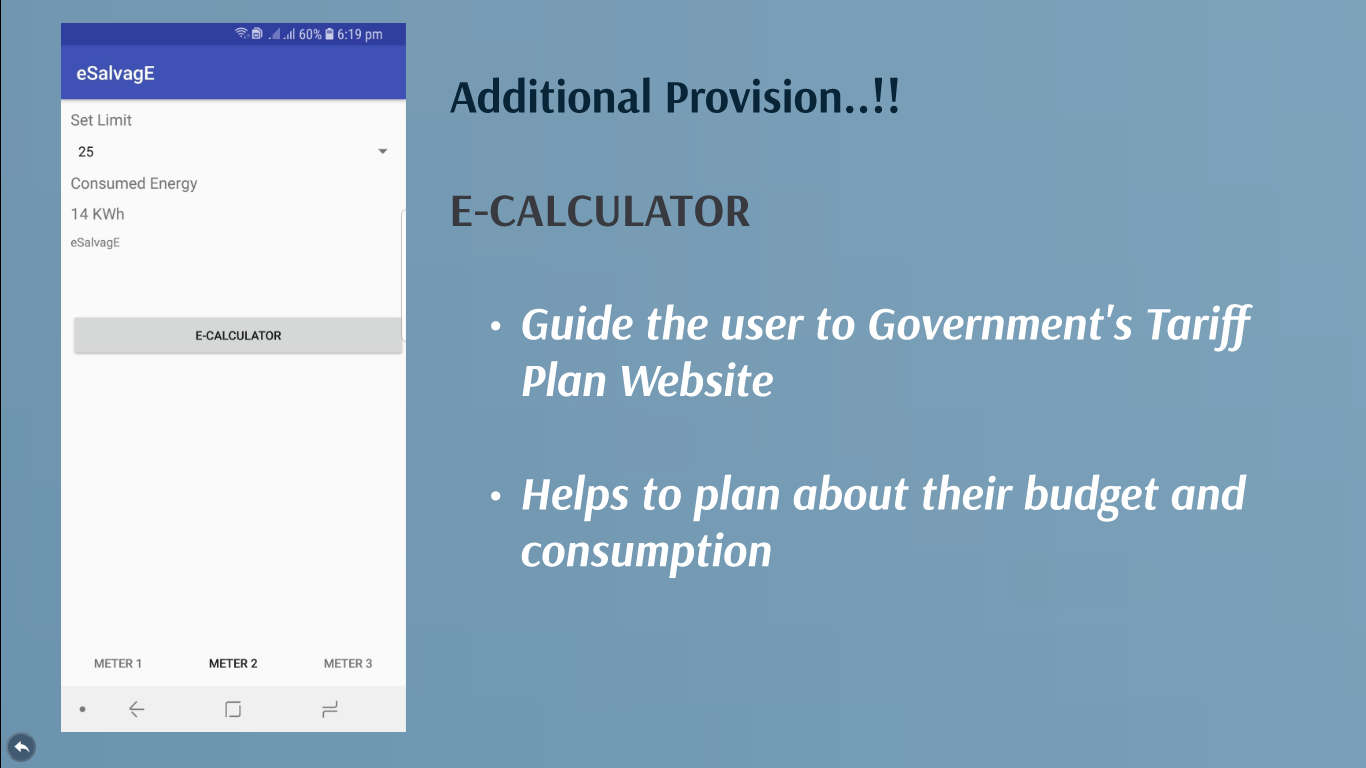 60% 6:19 pm
eSalvagE
Set Limit
25
Consumed Energy
14 KWh
eSalvagE
E-CALCULATOR
METER 1 METER 2 METER 3
Additional Provision..!!
E-CALCULATOR
• Guide the user to Government's Tariff
Plan Website
• Helps to plan about their budget and
consumption